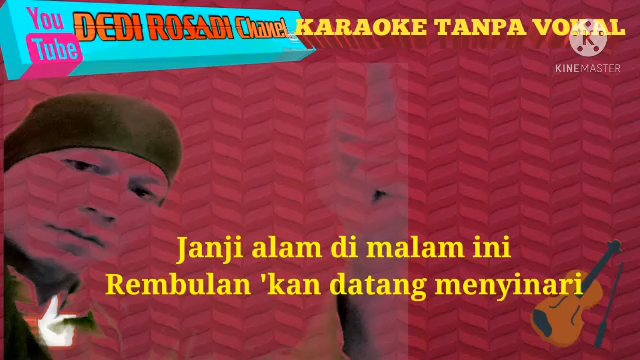 You
Tube
DEDI ROSADI Chanel
KARAOKE TANPA VOKAL
K
KINEMASTER
Janji alam di malam ini
Rembulan 'kan datang menyinari